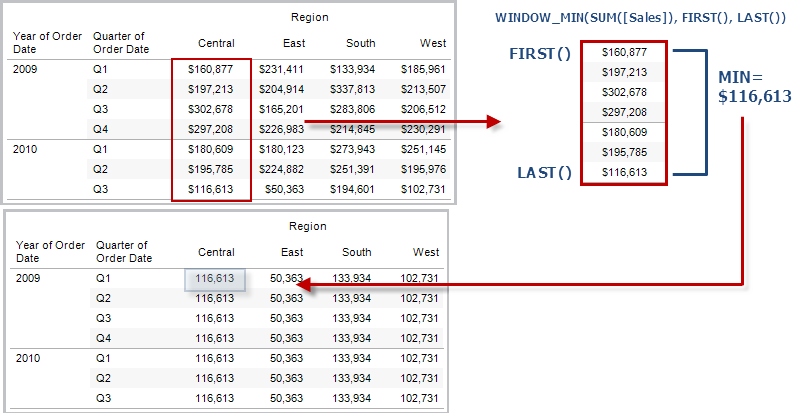 Region
Year of Order Date Quarter of Order Date Central East South West
2009 Q1 $160,877 $231,411 $133,934 $185,961
Q2 $197,213 $204,914 $337,813 $213,507
Q3 $302,678 $165,201 $283,806 $206,512
Q4 $297,208 $226,983 $214,845 $230,291
2010 Q1 $180,609 $180,123 $273,943 $251,145
Q2 $195,785 $224,882 $251,391 $195,976
Q3 $116,613 $50,363 $194,601 $102,731
WINDOW_MIN(SUM([Sales]), FIRST(), LAST())
FIRST() $160,877
$197,213
$302,678
$297,208
$180,609
$195,785
LAST() $116,613
MIN=
$116,613
Region
Year of Order Date Quarter of Order Date Central East South West
2009 Q1 116,613 50,363 133,934 102,731
Q2 116,613 50,363 133,934 102,731
Q3 116,613 50,363 133,934 102,731
Q4 116,613 50,363 133,934 102,731
2010 Q1 116,613 50,363 133,934 102,731
Q2 116,613 50,363 133,934 102,731
Q3 116,613 50,363 133,934 102,731